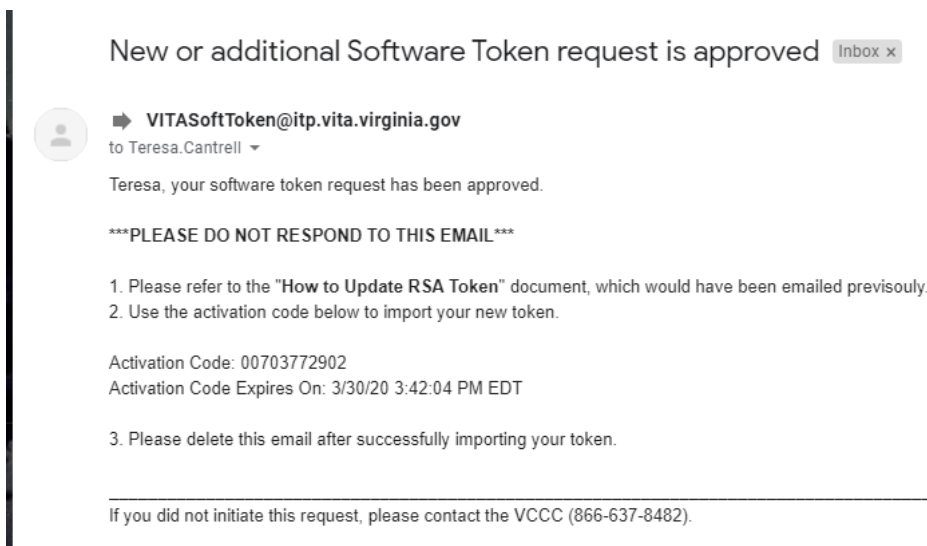 New or additional Software Token request is approved Inbox x
VITASoftToken@itp.vita.virginia.gov
to Teresa.Cantrell
Teresa, your software token request has been approved.
***PLEASE DO NOT RESPOND TO THIS EMAIL***
1. Please refer to the "How to Update RSA Token" document, which would have been emailed previsouly.
2. Use the activation code below to import your new token.
Activation Code: 00703772902
Activation Code Expires On: 3/30/20 3:42:04 PM EDT
3. Please delete this email after successfully importing your token.
If you did not initiate this request, please contact the VCCC (866-637-8482).